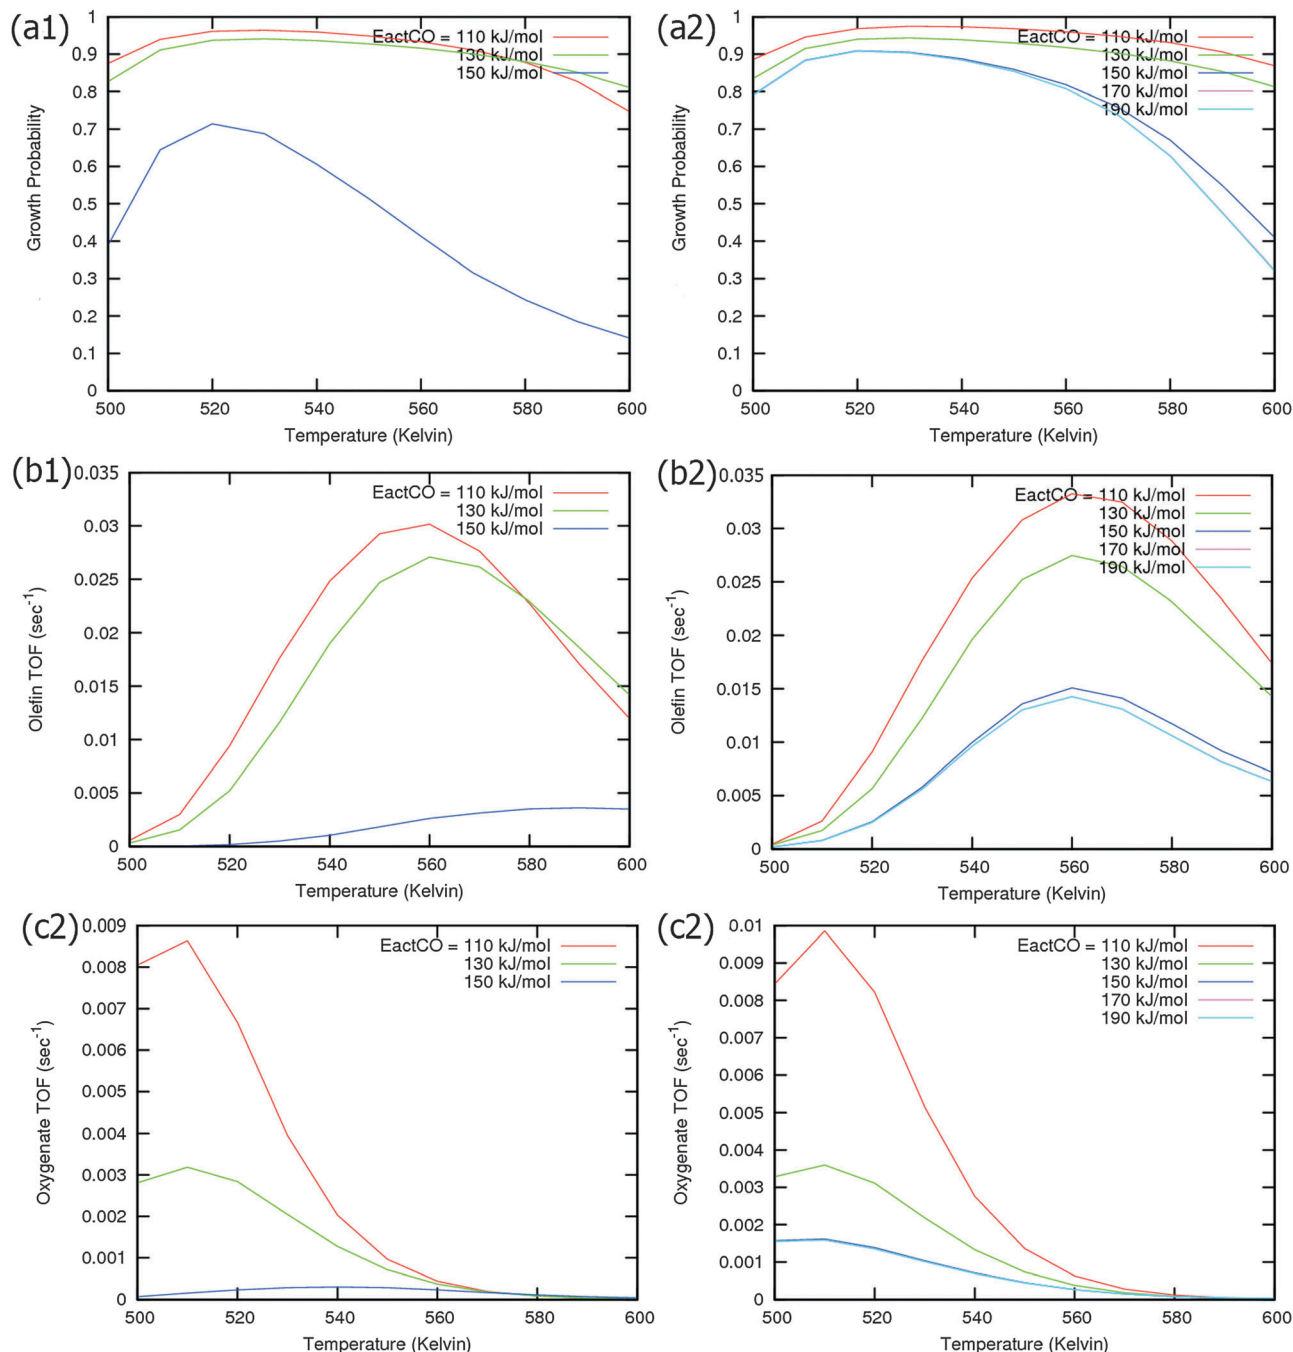 (a1)
1
0.9
0.8
0.7
0.6
0.5
0.4
0.3
0.2
0.1
0
Growth Probability
EactCO = 110 kJ/mol
130 kJ/mol
150 kJ/mol
500 520 540 560 580 600
Temperature (Kelvin)
(a2)
1
0.9
0.8
0.7
0.6
0.5
0.4
0.3
0.2
0.1
0
Growth Probability
EactCO = 110 kJ/mol
130 kJ/mol
150 kJ/mol
170 kJ/mol
190 kJ/mol
500 520 540 560 580 600
Temperature (Kelvin)
(b1)
0.035
0.03
0.025
0.02
0.015
0.01
0.005
0
Olefin TOF (sec⁻¹)
EactCO = 110 kJ/mol
130 kJ/mol
150 kJ/mol
500 520 540 560 580 600
Temperature (Kelvin)
(b2)
0.035
0.03
0.025
0.02
0.015
0.01
0.005
0
Olefin TOF (sec⁻¹)
EactCO = 110 kJ/mol
130 kJ/mol
150 kJ/mol
170 kJ/mol
190 kJ/mol
500 520 540 560 580 600
Temperature (Kelvin)
(c2)
0.009
0.008
0.007
0.006
0.005
0.004
0.003
0.002
0.001
0
Oxygenate TOF (sec⁻¹)
EactCO = 110 kJ/mol
130 kJ/mol
150 kJ/mol
500 520 540 560 580 600
Temperature (Kelvin)
(c2)
0.01
0.009
0.008
0.007
0.006
0.005
0.004
0.003
0.002
0.001
0
Oxygenate TOF (sec⁻¹)
EactCO = 110 kJ/mol
130 kJ/mol
150 kJ/mol
170 kJ/mol
190 kJ/mol
500 520 540 560 580 600
Temperature (Kelvin)